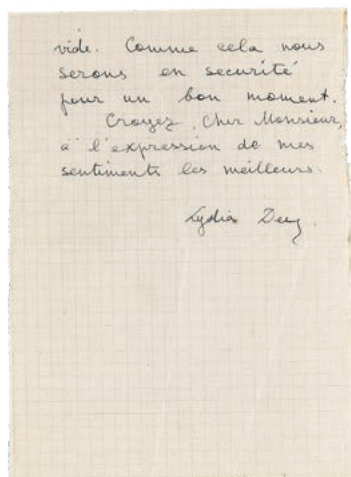 vide. Comme cela nous
serons en securité
pour un bon moment.
Croyez, Cher Monsieur,
à l'expression de mes
sentiments les meilleurs.
Lydia